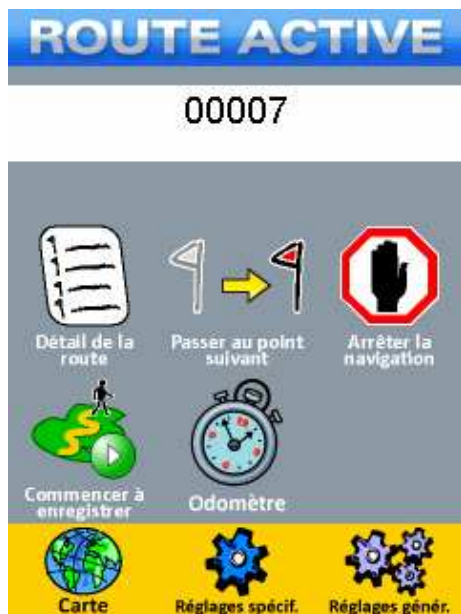 ROUTE ACTIVE
00007
Détail de la
route
Passer au point
suivant
Arrêter la
navigation
Commencer à
enregistrer
Odomètre
Carte
Réglages spécif.
Réglages génér.